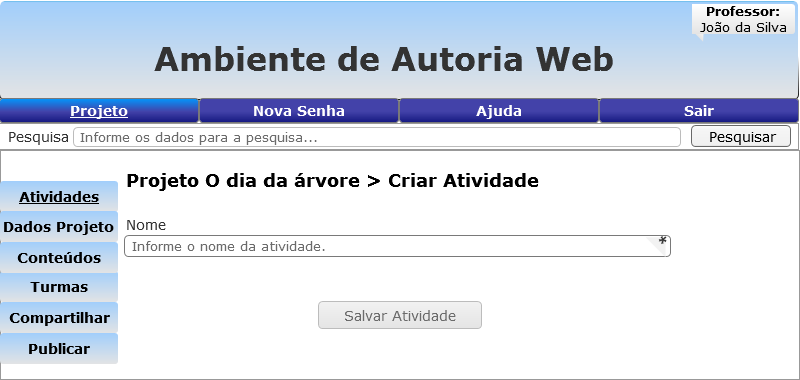 Professor:
João da Silva
Ambiente de Autoria Web
Projeto Nova Senha Ajuda Sair
Pesquisa Informe os dados para a pesquisa... Pesquisar
Projeto O dia da árvore > Criar Atividade
Atividades
Dados Projeto
Conteúdos
Turmas
Compartilhar
Publicar
Nome
Informe o nome da atividade. *
Salvar Atividade